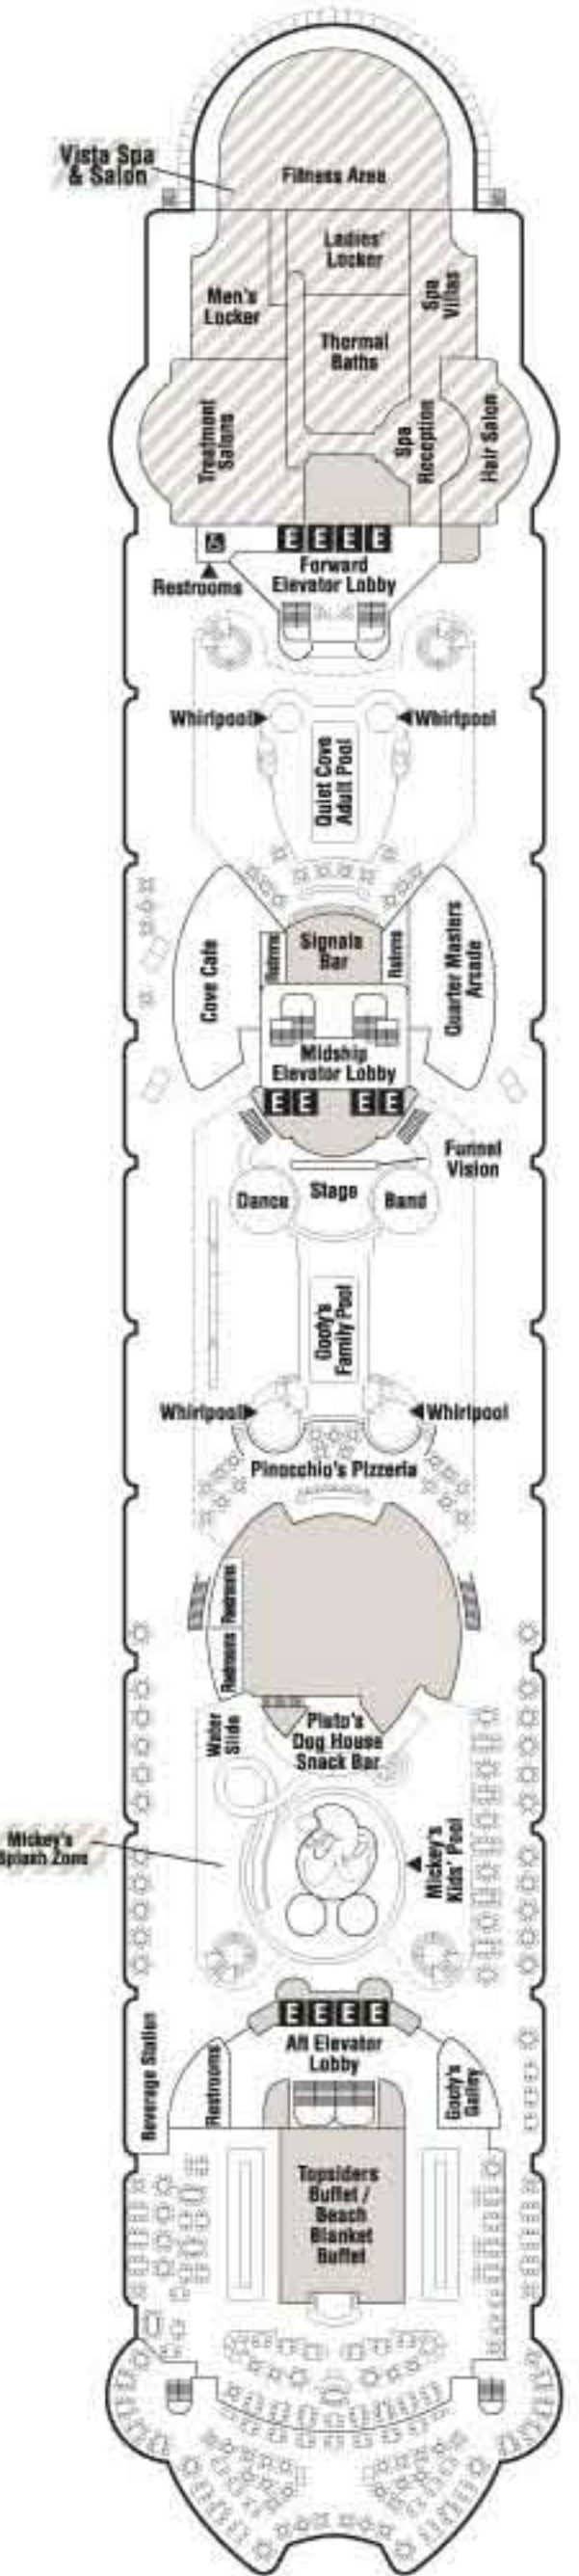 Vista Spa
& Salon
Fitness Area
Ladies'
Locker
Men's
Locker
Spa
Villas
Thermal
Baths
Treatment
Salons
Spa
Reception
Hair Salon
E E E E
Forward
Elevator Lobby
Restrooms
Whirlpool
Whirlpool
Quiet Cove
Adult Pool
Cove Cafe
Rstrms
Signals
Bar
Rstrms
Quarter Masters
Arcade
Midship
Elevator Lobby
E E E E
Funnel
Vision
Dance
Stage
Band
Goofy's
Family Pool
Whirlpool
Whirlpool
Pinocchio's Pizzeria
Restrooms
Restrooms
Water
Slide
Pluto's
Dog House
Snack Bar
Mickey's
Splash Zone
Mickey's
Kids' Pool
E E E E
Aft Elevator
Lobby
Beverage Station
Restrooms
Goofy's
Galley
Topsiders
Buffet /
Beach
Blanket
Buffet